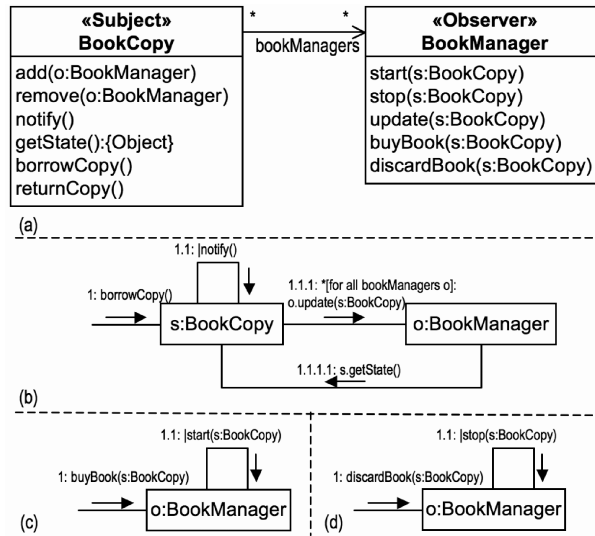 «Subject»
BookCopy
add(o:BookManager)
remove(o:BookManager)
notify()
getState():{Object}
borrowCopy()
returnCopy()
* *
bookManagers
«Observer»
BookManager
start(s:BookCopy)
stop(s:BookCopy)
update(s:BookCopy)
buyBook(s:BookCopy)
discardBook(s:BookCopy)
(a)
1.1: |notify()
1: borrowCopy()
s:BookCopy
1.1.1: *[for all bookManagers o]:
o.update(s:BookCopy)
o:BookManager
1.1.1.1: s.getState()
(b)
1.1: |start(s:BookCopy)
1: buyBook(s:BookCopy)
o:BookManager
(c)
1.1: |stop(s:BookCopy)
1: discardBook(s:BookCopy)
o:BookManager
(d)